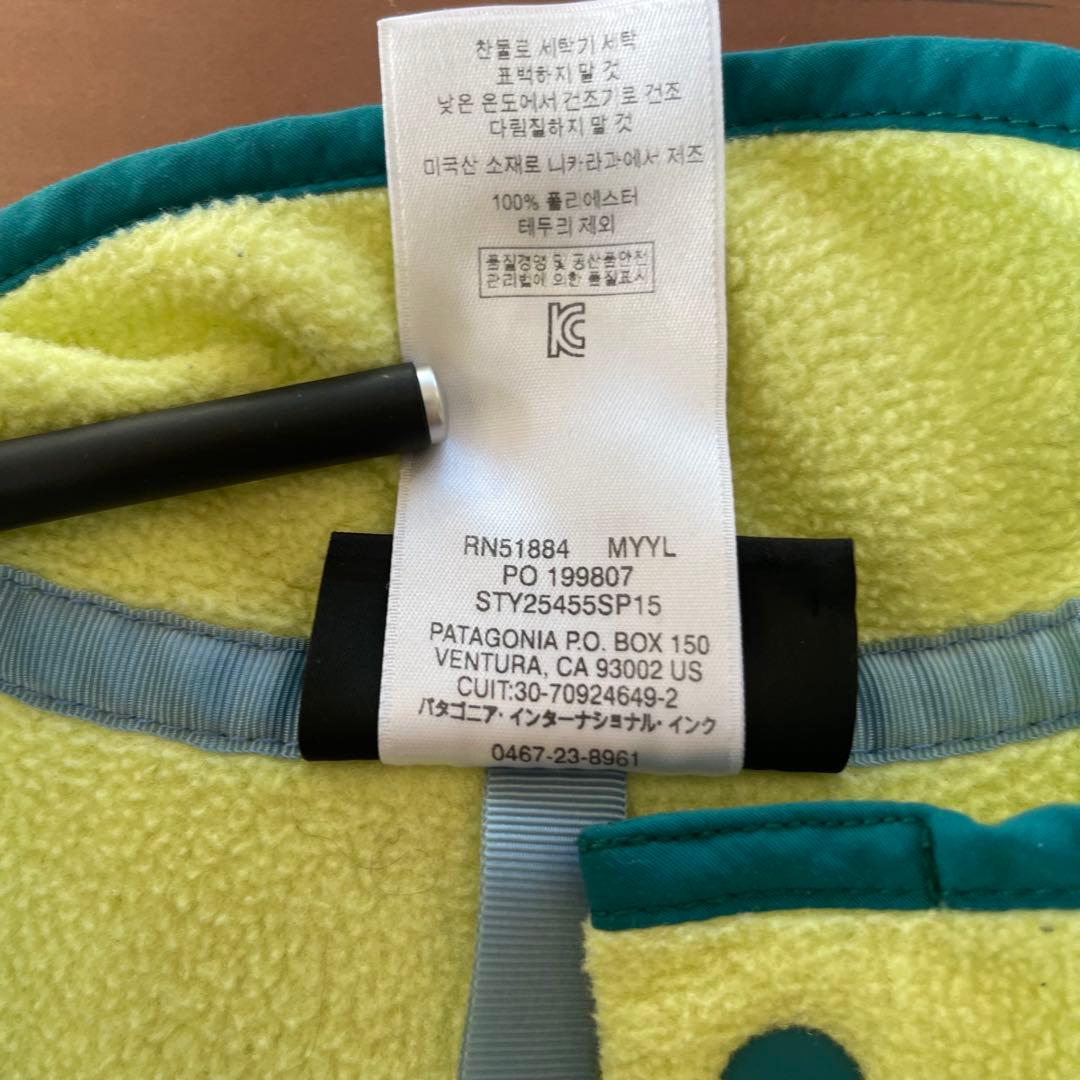 찬물로 세탁기 세탁
표백하지 말 것
낮은 온도에서 건조기로 건조
다림질하지 말 것
미국산 소재로 니카라과에서 제조
100% 폴리에스터
테두리 제외
품질경영 및 공산품안전
관리법에 의한 품질표시
KC
RN51884 MYYL
PO 199807
STY25455SP15
PATAGONIA P.O. BOX 150
VENTURA, CA 93002 US
CUIT:30-70924649-2
パタゴニア・インターナショナル・インク
0467-23-8961